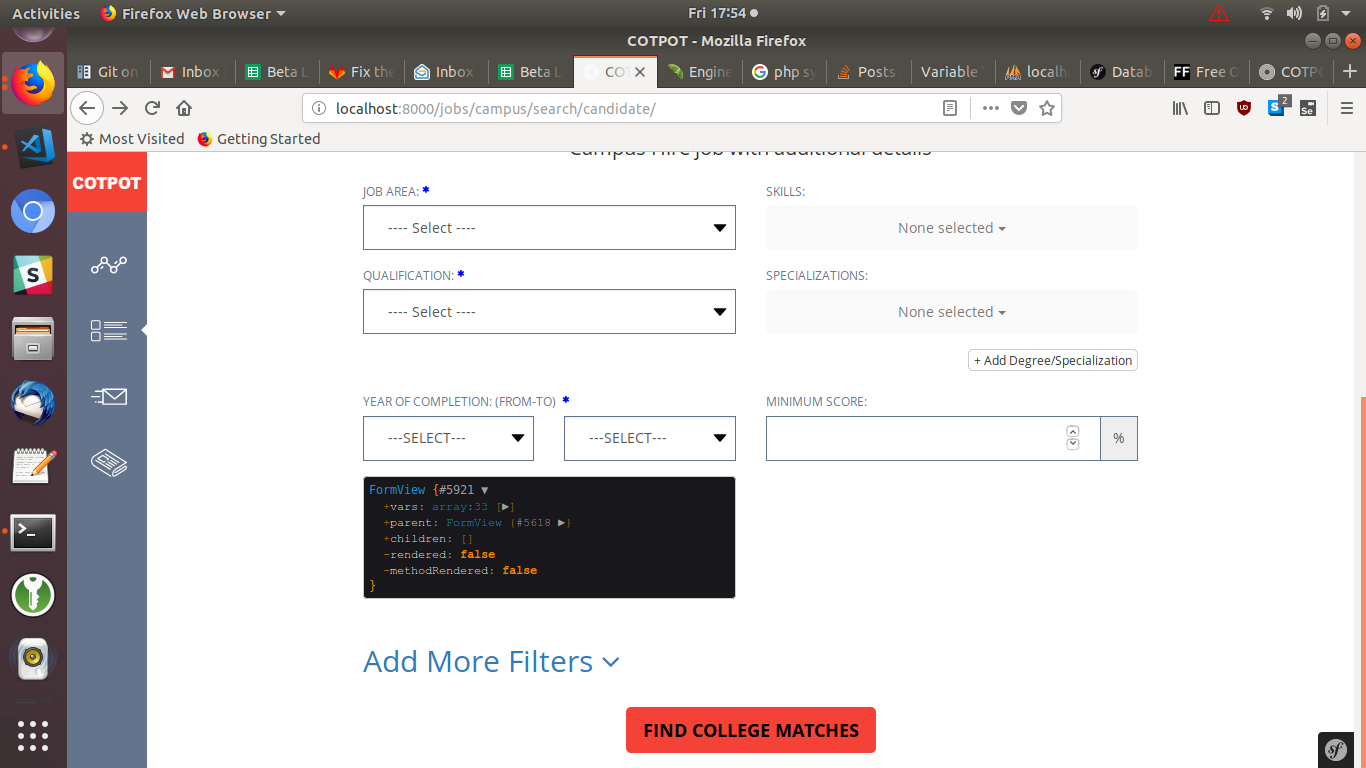 Activities Firefox Web Browser Fri 17:54
COTPOT - Mozilla Firefox
Git on Inbox Beta L Fix the Inbox Beta L CO Engine php sy Posts Variable localh Datab Free C COTP
localhost:8000/jobs/campus/search/candidate/ 2
Most Visited Getting Started
COTPOT
Campus Hire job with additional details
JOB AREA: * SKILLS:
---- Select ---- None selected
QUALIFICATION: * SPECIALIZATIONS:
---- Select ---- None selected
+ Add Degree/Specialization
YEAR OF COMPLETION: (FROM-TO) * MINIMUM SCORE:
---SELECT--- ---SELECT--- %
FormView {#5921 ▼
+vars: array:33 [▶]
+parent: FormView {#5618 ▶}
+children: []
-rendered: false
-methodRendered: false
}
Add More Filters
FIND COLLEGE MATCHES